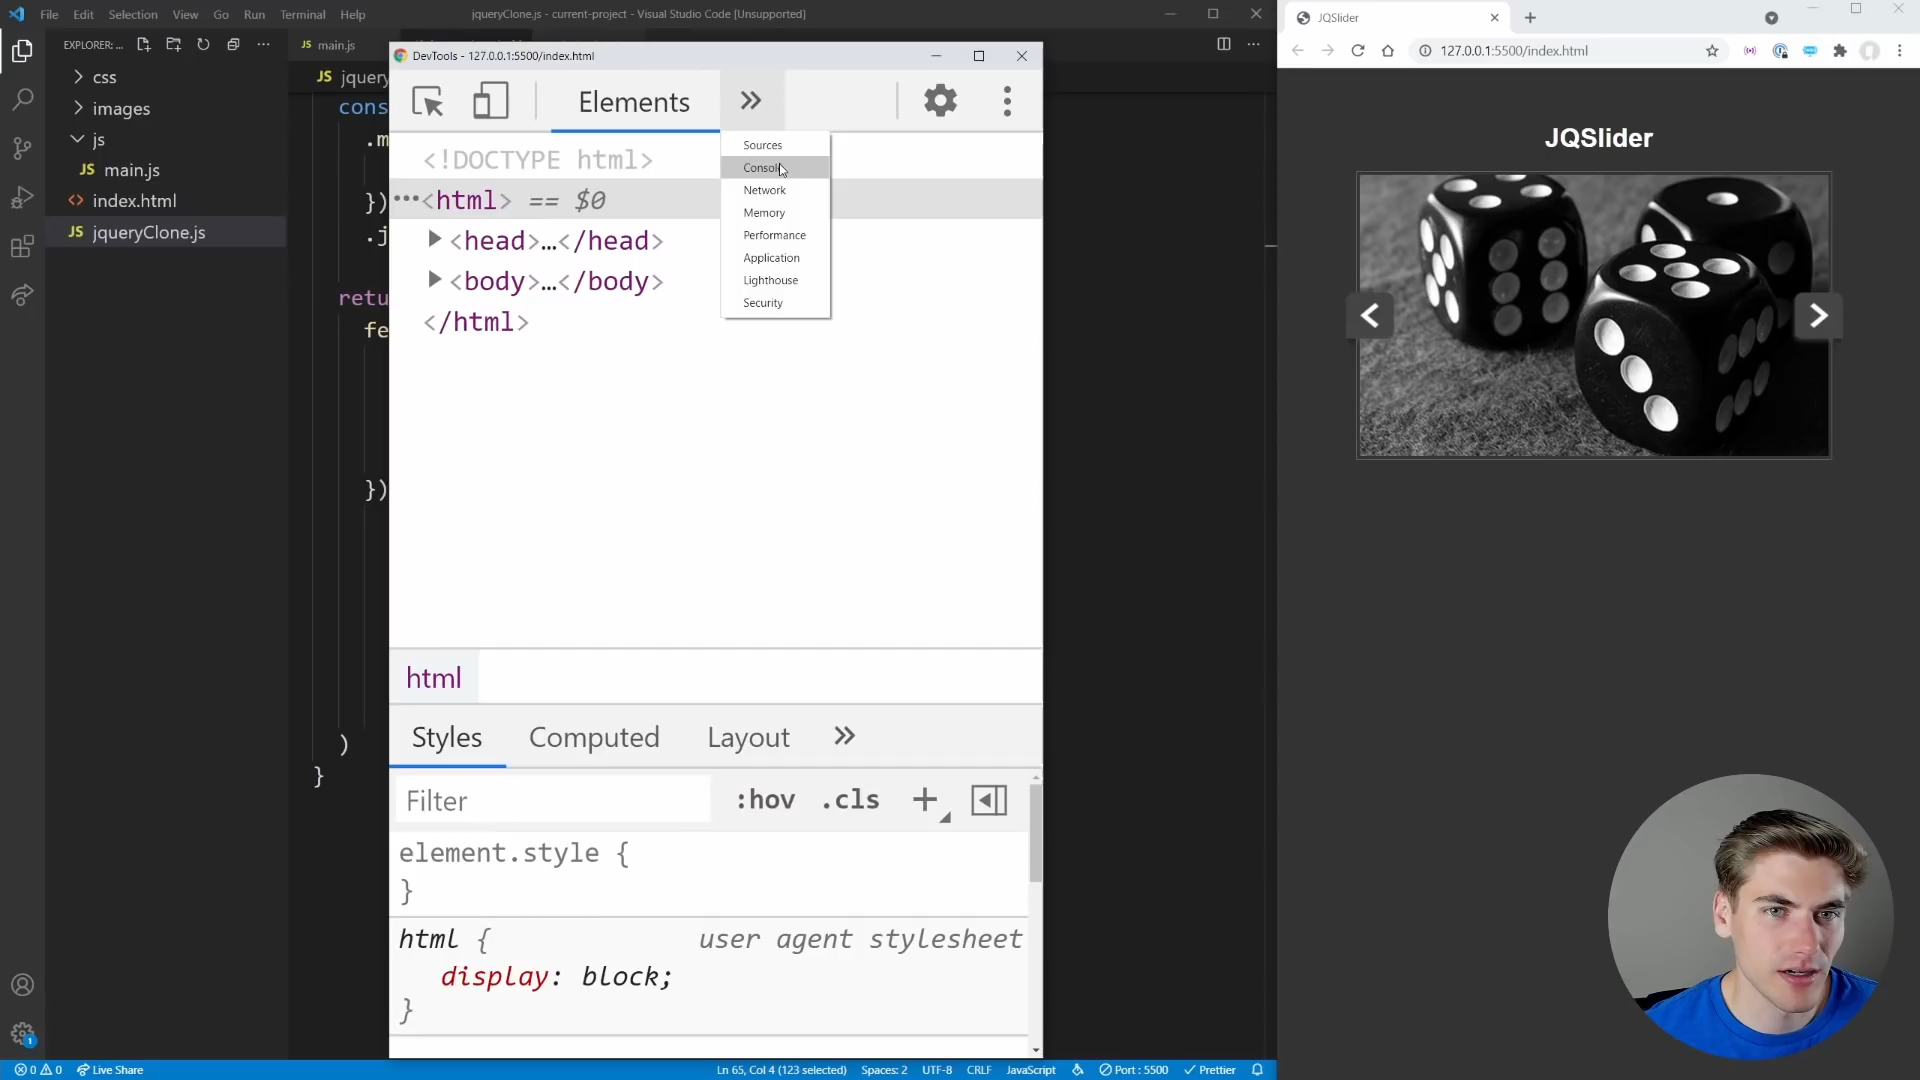 File Edit Selection View Go Run Terminal Help
jqueryClone.js - current-project - Visual Studio Code [Unsupported]
EXPLORER: ...
css
images
js
JS main.js
index.html
JS jqueryClone.js
JS main.js
JS jquery
cons
.m
})
.j
retu
fe
})
)
}
DevTools - 127.0.0.1:5500/index.html
Elements
<!DOCTYPE html>
<html> == $0
<head>…</head>
<body>…</body>
</html>
Sources
Console
Network
Memory
Performance
Application
Lighthouse
Security
html
Styles Computed Layout
Filter :hov .cls
element.style {
}
html { user agent stylesheet
display: block;
}
0 0 Live Share
Ln 65, Col 4 (123 selected) Spaces: 2 UTF-8 CRLF JavaScript Port : 5500 Prettier
1
JQSlider
127.0.0.1:5500/index.html
JQSlider